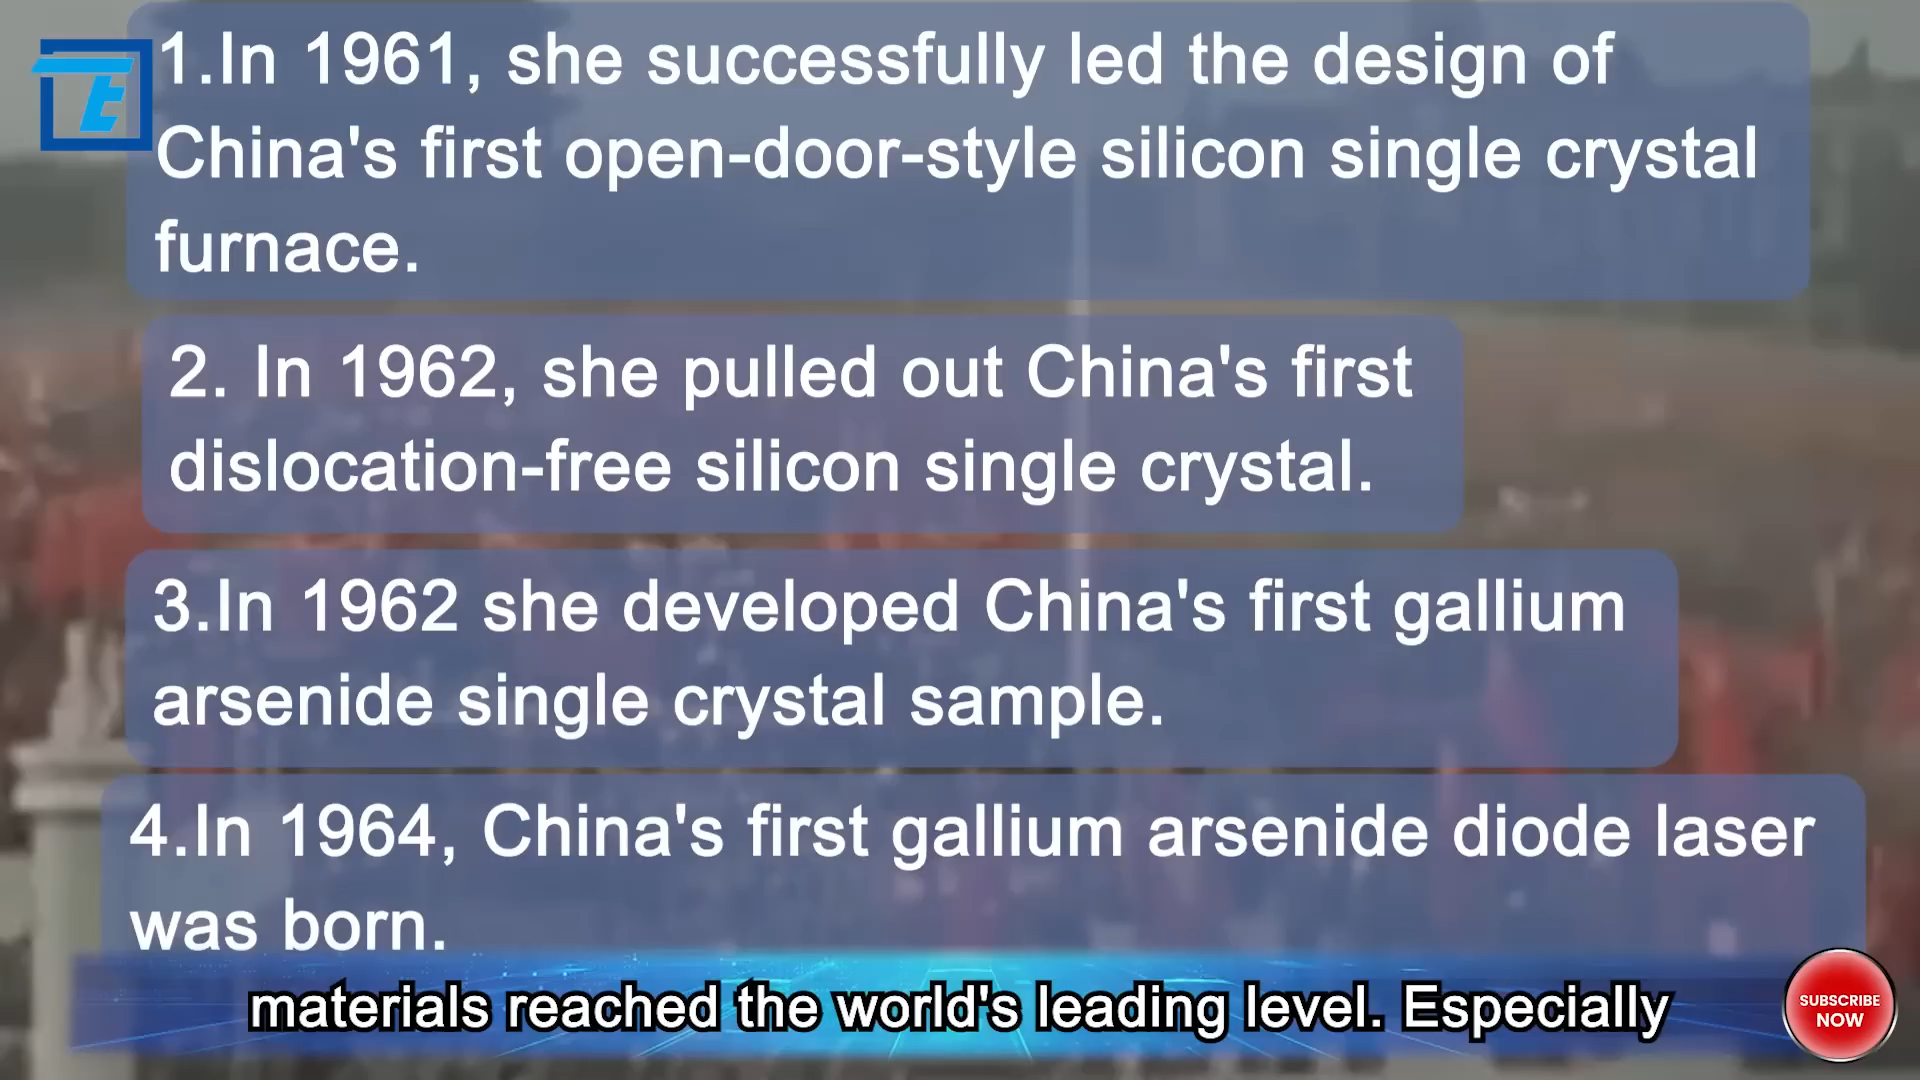 1.In 1961, she successfully led the design of
China's first open-door-style silicon single crystal
furnace.
2. In 1962, she pulled out China's first
dislocation-free silicon single crystal.
3.In 1962 she developed China's first gallium
arsenide single crystal sample.
4.In 1964, China's first gallium arsenide diode laser
was born.
materials reached the world's leading level. Especially
SUBSCRIBE
NOW